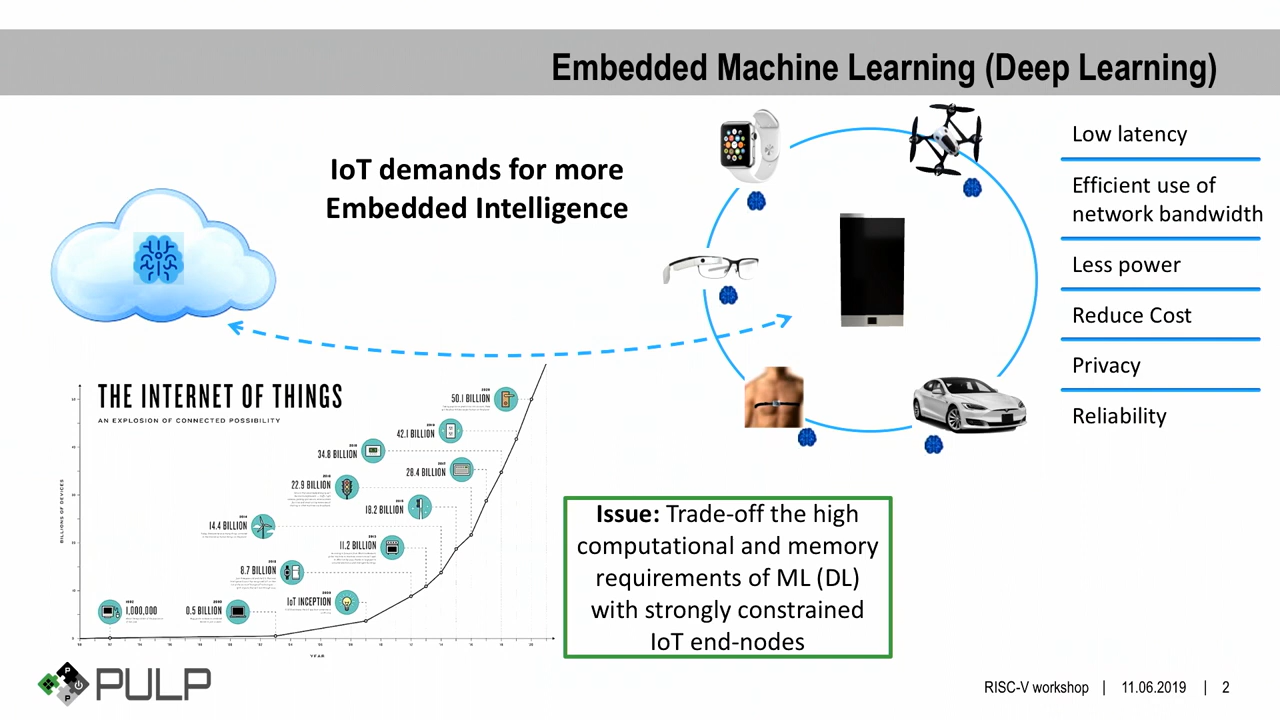 Embedded Machine Learning (Deep Learning)
IoT demands for more
Embedded Intelligence
Low latency
Efficient use of
network bandwidth
Less power
Reduce Cost
Privacy
Reliability
THE INTERNET OF THINGS
AN EXPLOSION OF CONNECTED POSSIBILITY
BILLIONS OF DEVICES
50.1 BILLION
42.1 BILLION
34.8 BILLION
28.4 BILLION
22.9 BILLION
18.2 BILLION
14.4 BILLION
11.2 BILLION
8.7 BILLION
IoT INCEPTION
1,000,000
0.5 BILLION
YEAR
Issue: Trade-off the high
computational and memory
requirements of ML (DL)
with strongly constrained
IoT end-nodes
PULP
RISC-V workshop | 11.06.2019 | 2